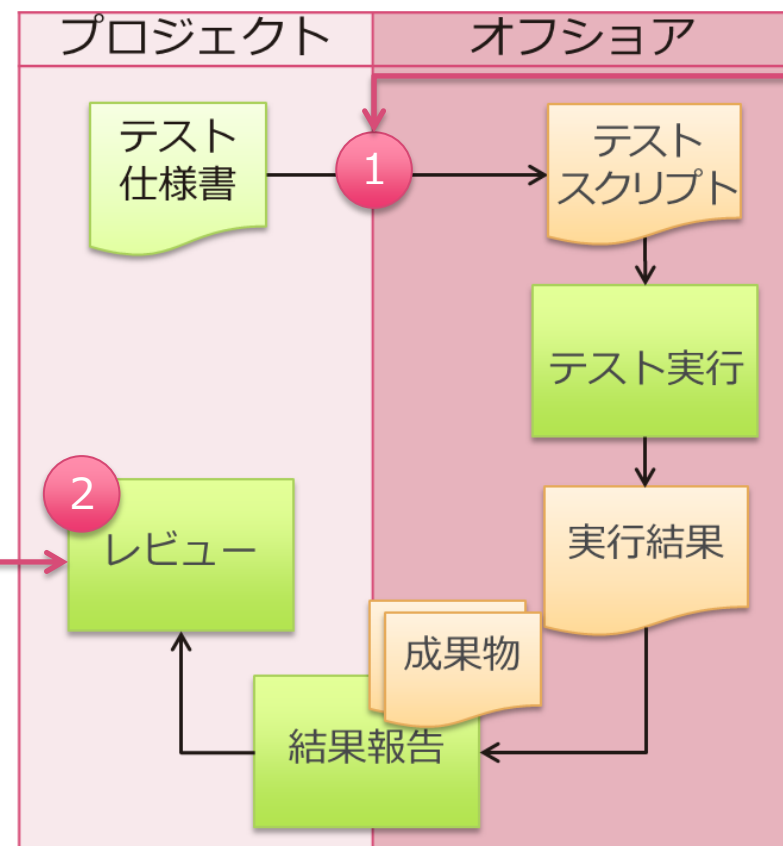 プロジェクト
オフショア
テスト
仕様書
1
テスト
スクリプト
テスト実行
2
レビュー
実行結果
成果物
結果報告